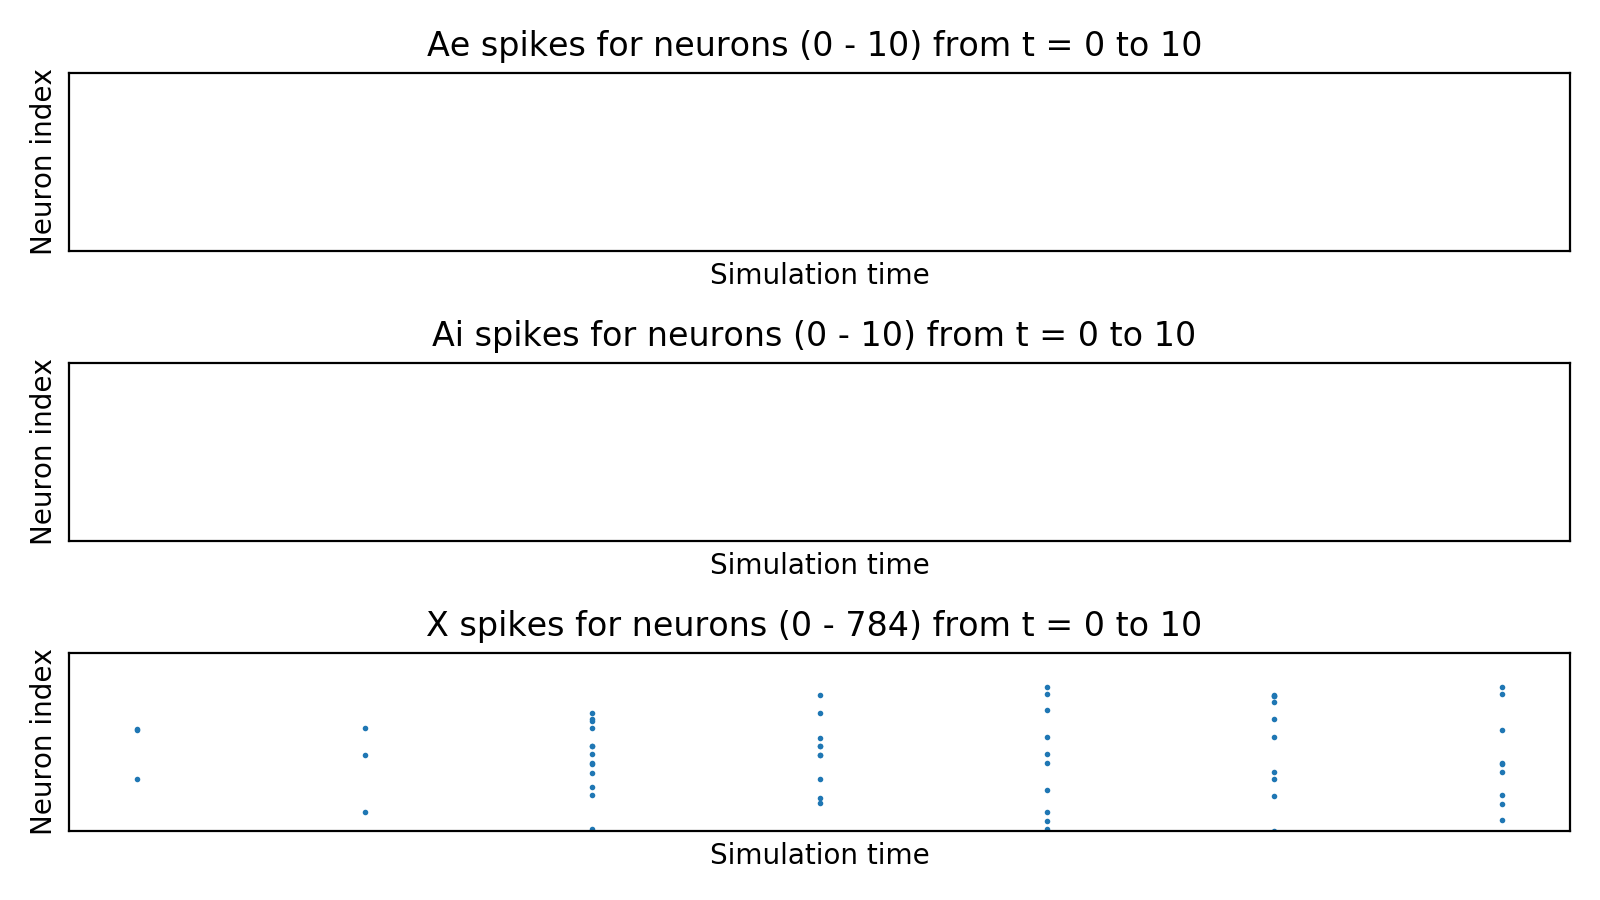 Ae spikes for neurons (0 - 10) from t = 0 to 10
Neuron index
Simulation time
Ai spikes for neurons (0 - 10) from t = 0 to 10
Neuron index
Simulation time
X spikes for neurons (0 - 784) from t = 0 to 10
Neuron index
Simulation time